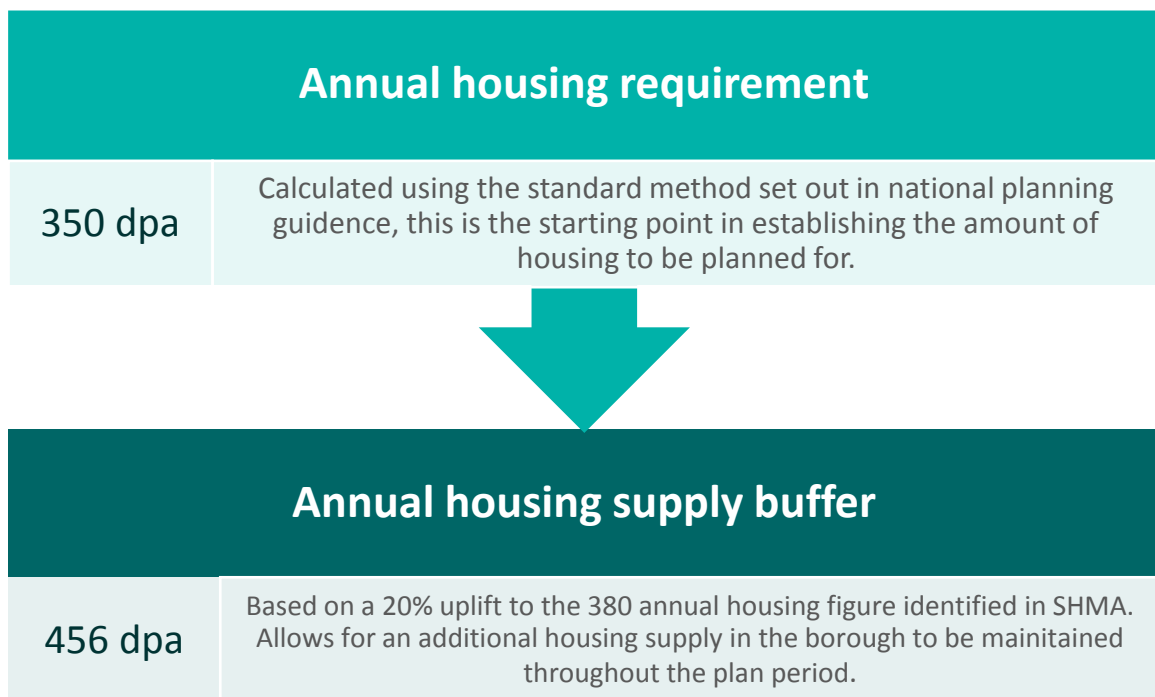 Annual housing requirement
350 dpa
Calculated using the standard method set out in national planning
guidence, this is the starting point in establishing the amount of
housing to be planned for.
Annual housing supply buffer
456 dpa
Based on a 20% uplift to the 380 annual housing figure identified in SHMA.
Allows for an additional housing supply in the borough to be mainitained
throughout the plan period.